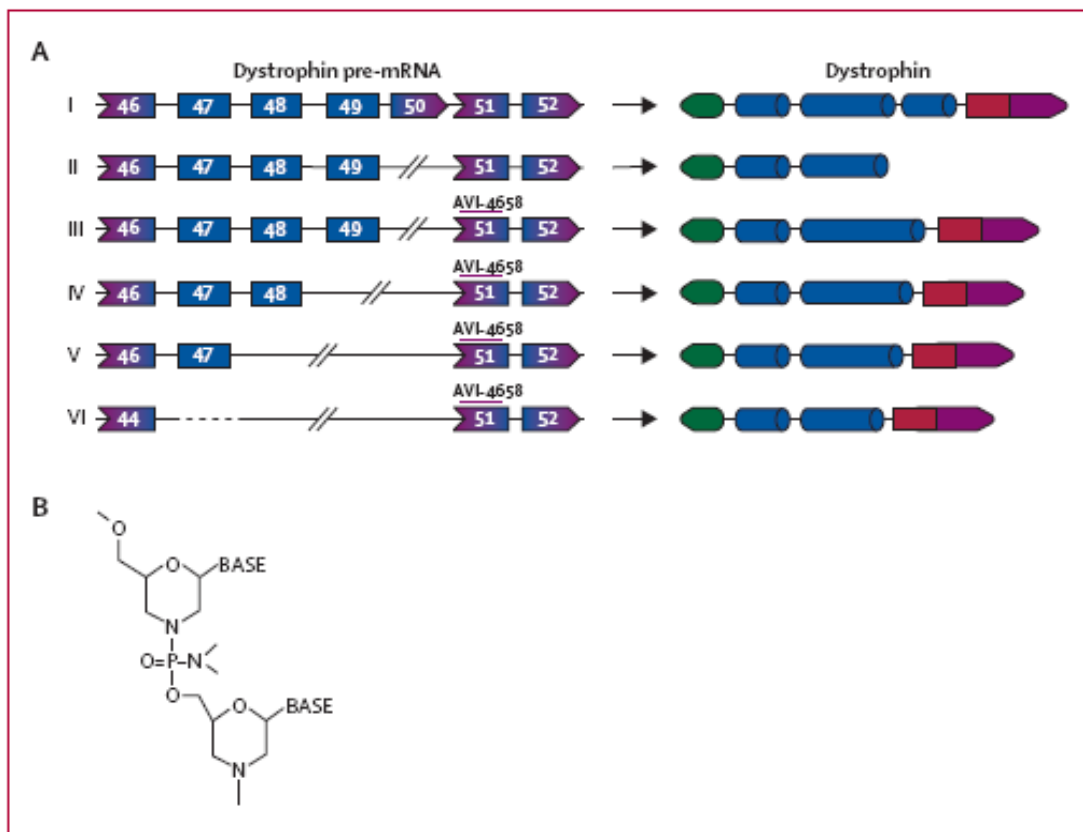 A
Dystrophin pre-mRNA Dystrophin
I 46 47 48 49 50 51 52
II 46 47 48 49 51 52
AVI-4658
III 46 47 48 49 51 52
AVI-4658
IV 46 47 48 51 52
AVI-4658
V 46 47 51 52
AVI-4658
VI 44 51 52
B
O
O BASE
N
O=P–N
O O BASE
N